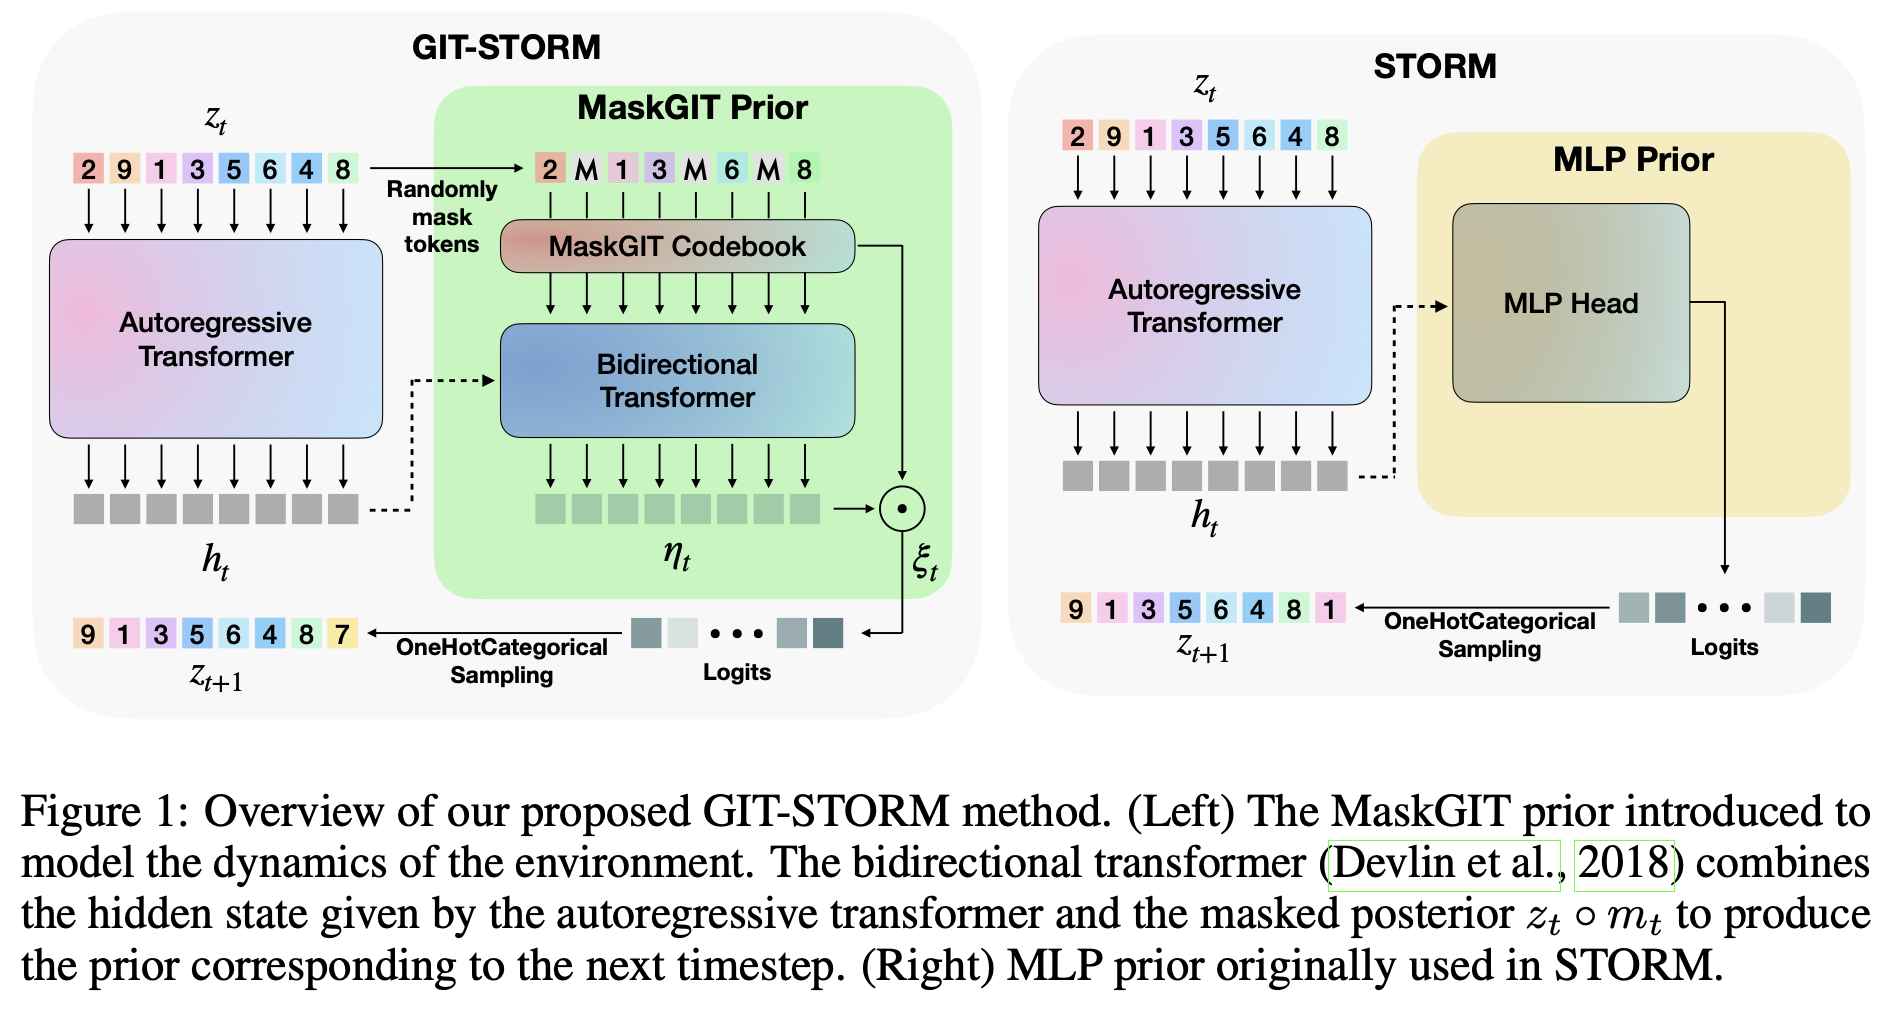 GIT-STORM
z_t
2 9 1 3 5 6 4 8
Autoregressive
Transformer
h_t
Randomly
mask
tokens
MaskGIT Prior
2 M 1 3 M 6 M 8
MaskGIT Codebook
Bidirectional
Transformer
η_t
ξ_t
Logits
OneHotCategorical
Sampling
9 1 3 5 6 4 8 7
z_{t+1}
STORM
z_t
2 9 1 3 5 6 4 8
Autoregressive
Transformer
h_t
MLP Prior
MLP Head
Logits
OneHotCategorical
Sampling
9 1 3 5 6 4 8 1
z_{t+1}
Figure 1: Overview of our proposed GIT-STORM method. (Left) The MaskGIT prior introduced to
model the dynamics of the environment. The bidirectional transformer (Devlin et al., 2018) combines
the hidden state given by the autoregressive transformer and the masked posterior z_t ∘ m_t to produce
the prior corresponding to the next timestep. (Right) MLP prior originally used in STORM.